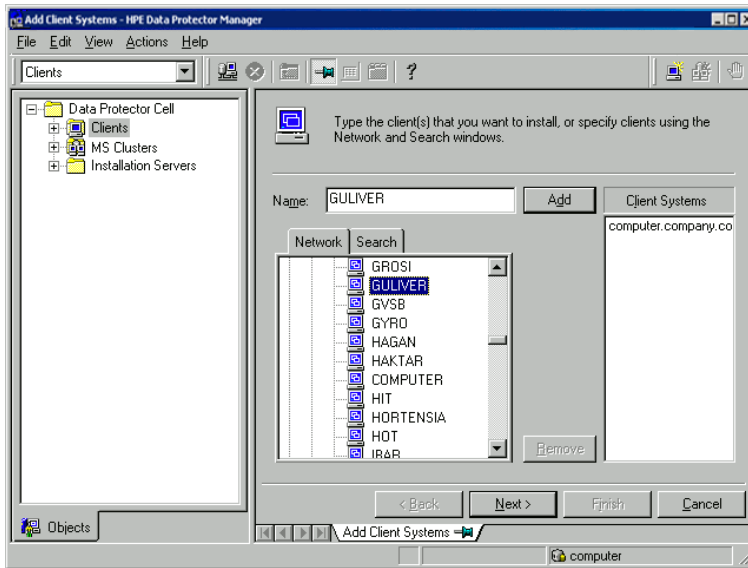 Add Client Systems - HPE Data Protector Manager
File Edit View Actions Help
Clients
?
Data Protector Cell
Clients
MS Clusters
Installation Servers
Type the client(s) that you want to install, or specify clients using the
Network and Search windows.
Name: GULIVER
Add
Client Systems
computer.company.co
Network
Search
GROSI
GULIVER
GVSB
GYRO
HAGAN
HAKTAR
COMPUTER
HIT
HORTENSIA
HOT
IBAR
Remove
< Back
Next >
Finish
Cancel
Objects
Add Client Systems
computer